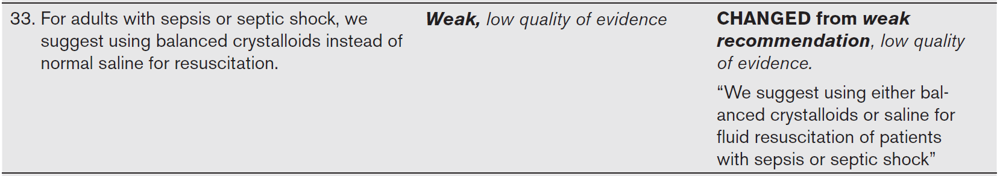 33. For adults with sepsis or septic shock, we
suggest using balanced crystalloids instead of
normal saline for resuscitation.
Weak, low quality of evidence
CHANGED from weak
recommendation, low quality
of evidence.
“We suggest using either bal-
anced crystalloids or saline for
fluid resuscitation of patients
with sepsis or septic shock”